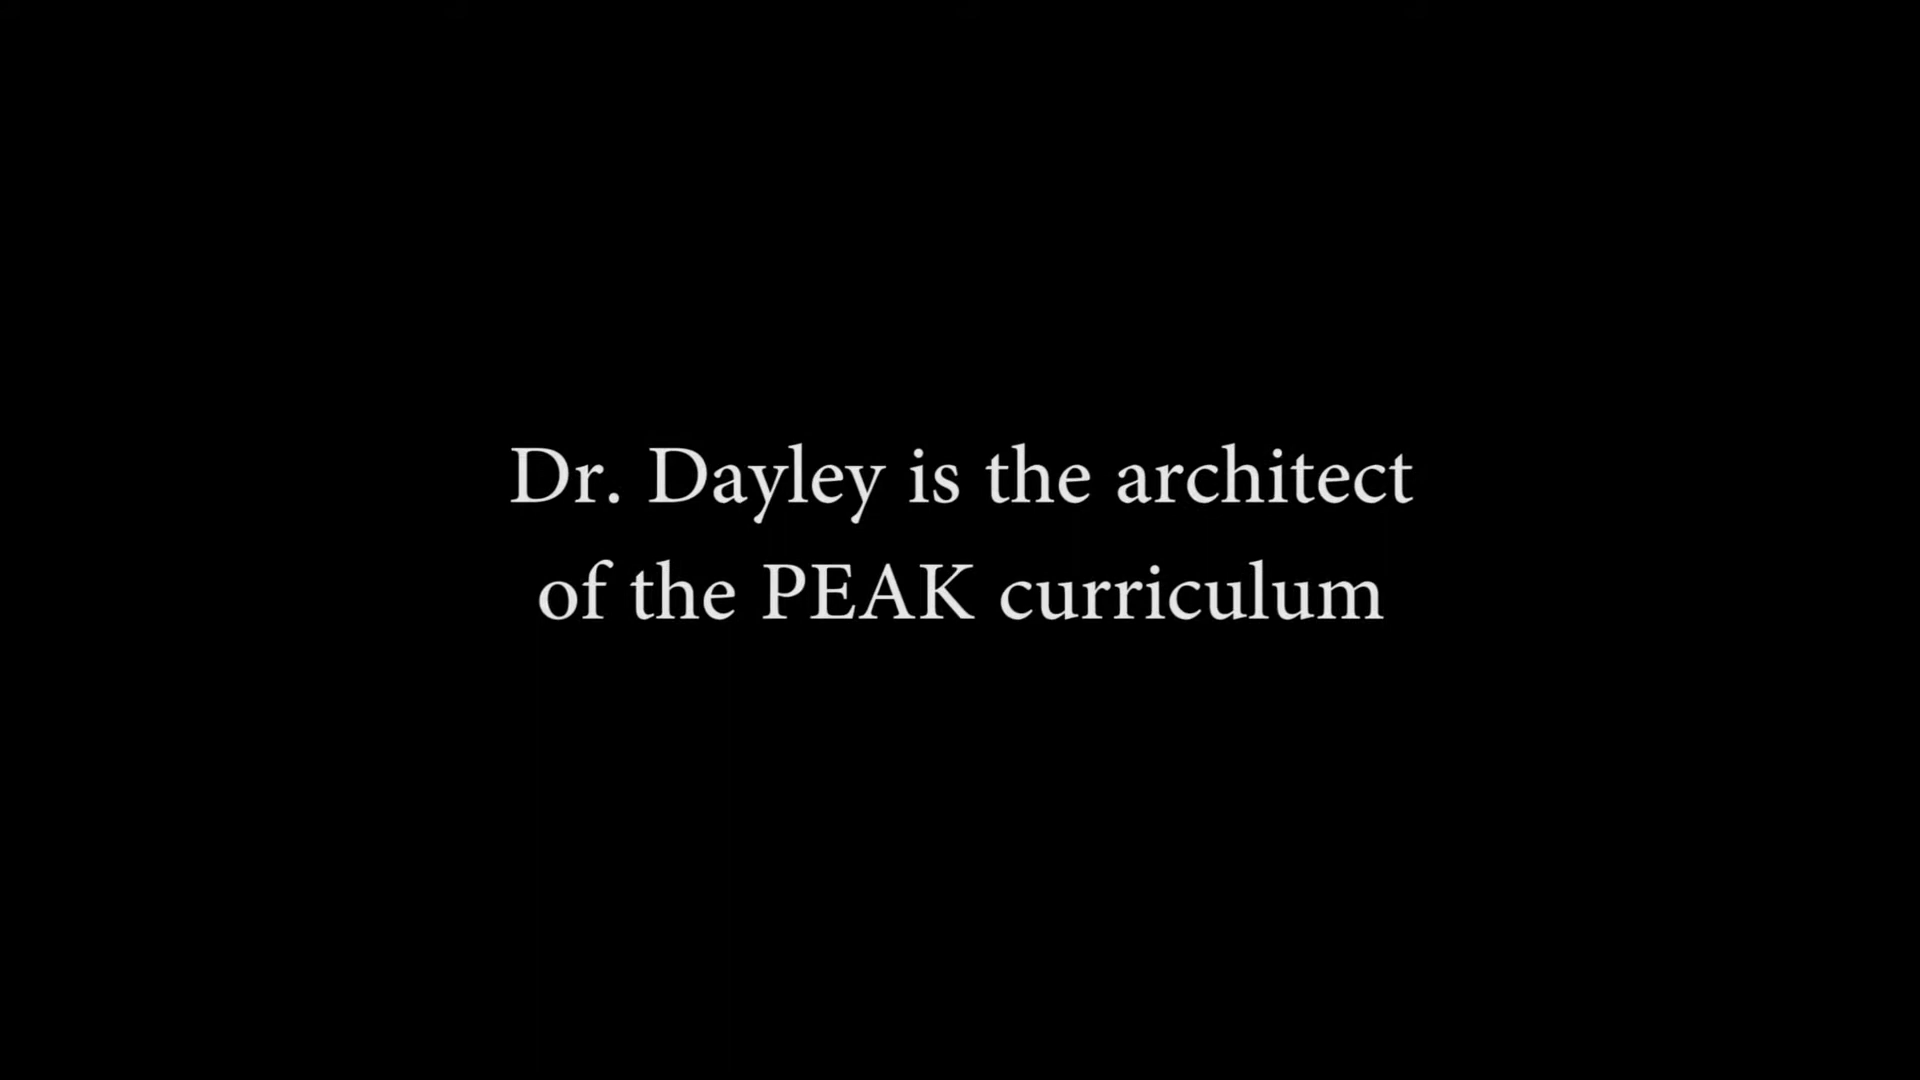 Dr. Dayley is the architect
of the PEAK curriculum